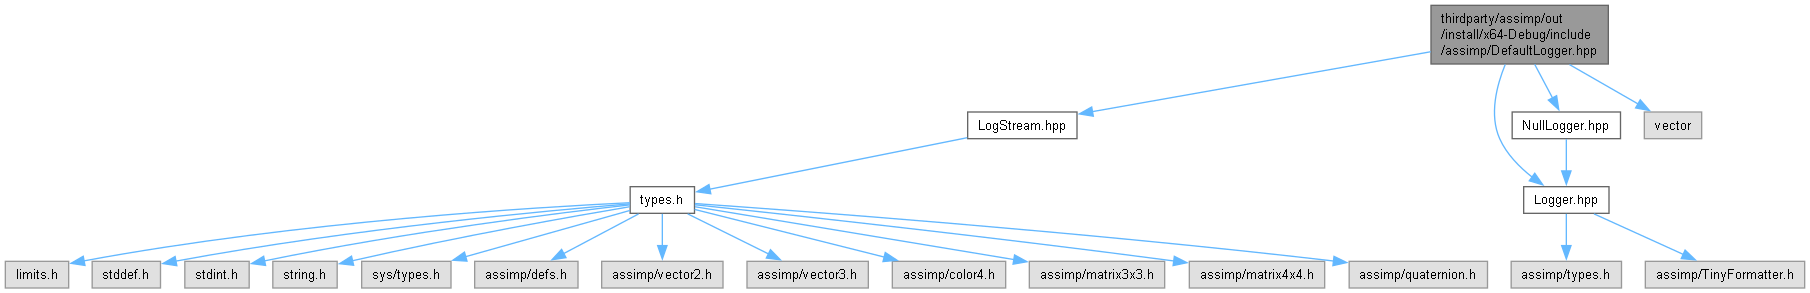 thirdparty/assimp/out
/install/x64-Debug/include
/assimp/DefaultLogger.hpp
LogStream.hpp
NullLogger.hpp
vector
types.h
Logger.hpp
limits.h
stddef.h
stdint.h
string.h
sys/types.h
assimp/defs.h
assimp/vector2.h
assimp/vector3.h
assimp/color4.h
assimp/matrix3x3.h
assimp/matrix4x4.h
assimp/quaternion.h
assimp/types.h
assimp/TinyFormatter.h